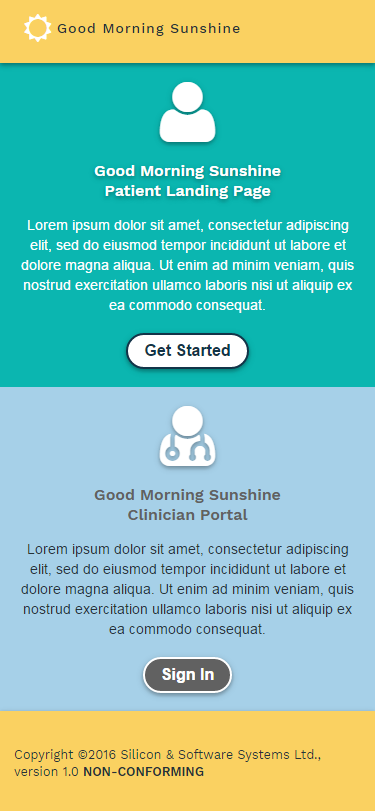 Good Morning Sunshine
Good Morning Sunshine
Patient Landing Page
Lorem ipsum dolor sit amet, consectetur adipiscing
elit, sed do eiusmod tempor incididunt ut labore et
dolore magna aliqua. Ut enim ad minim veniam, quis
nostrud exercitation ullamco laboris nisi ut aliquip ex
ea commodo consequat.
Get Started
Good Morning Sunshine
Clinician Portal
Lorem ipsum dolor sit amet, consectetur adipiscing
elit, sed do eiusmod tempor incididunt ut labore et
dolore magna aliqua. Ut enim ad minim veniam, quis
nostrud exercitation ullamco laboris nisi ut aliquip ex
ea commodo consequat.
Sign In
Copyright ©2016 Silicon & Software Systems Ltd.,
version 1.0 NON-CONFORMING